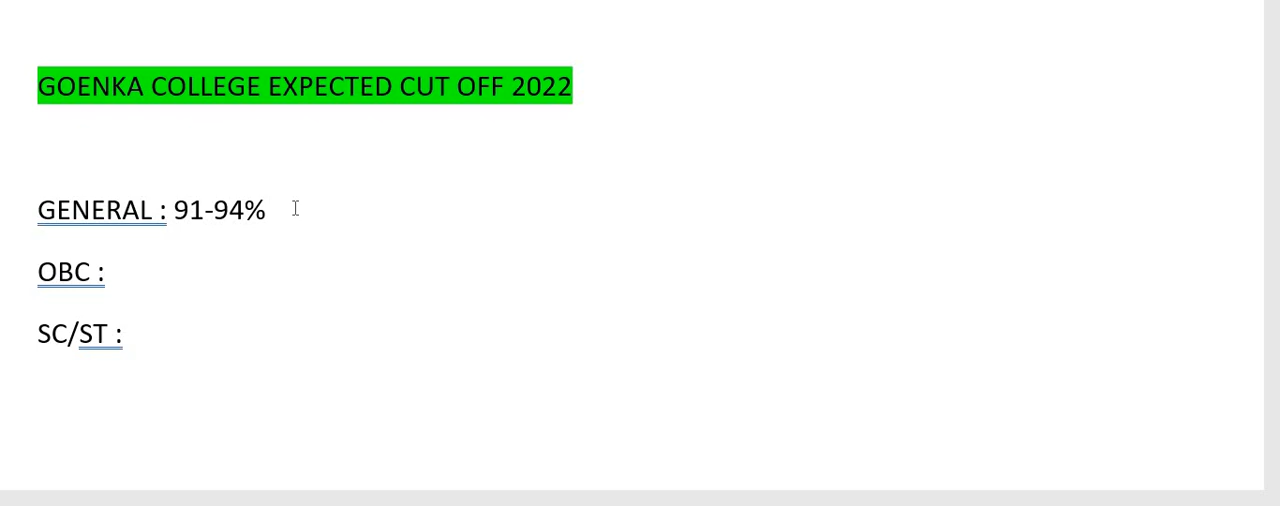 GOENKA COLLEGE EXPECTED CUT OFF 2022
GENERAL : 91-94%
OBC :
SC/ST :